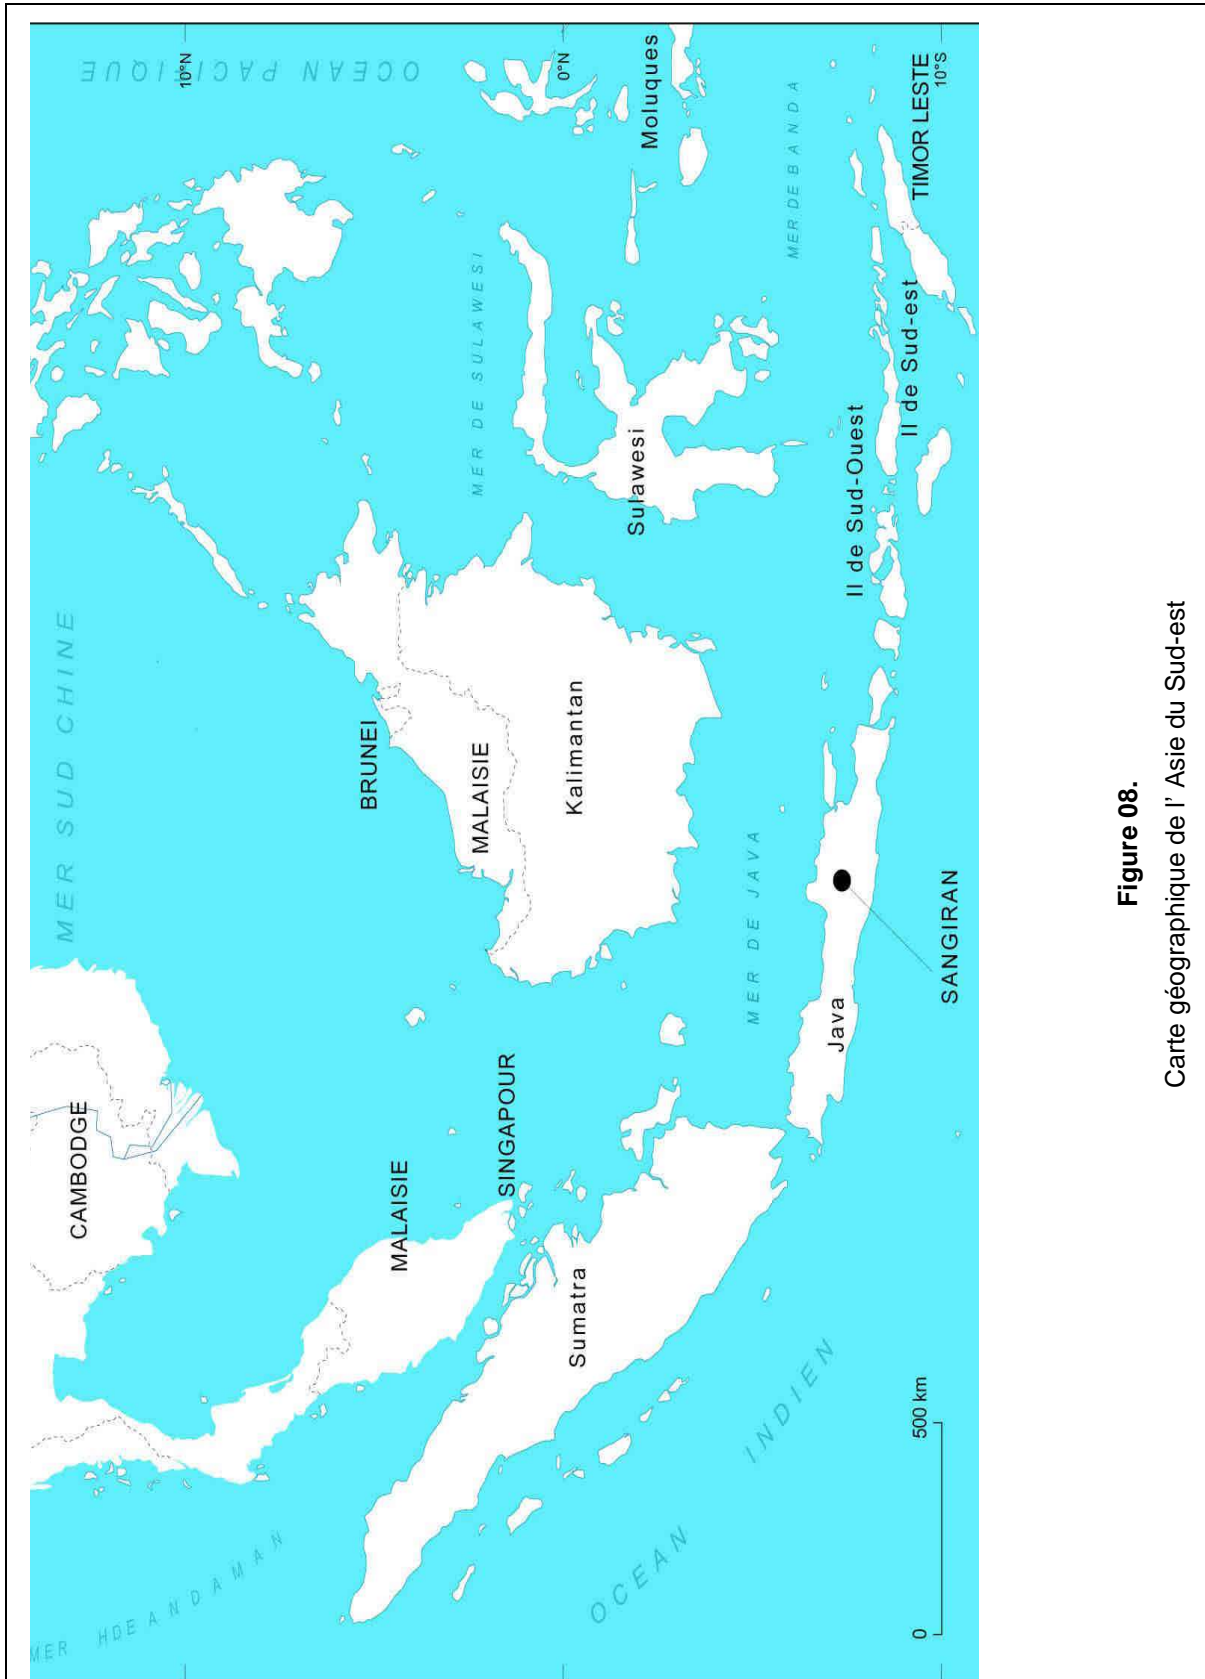 OCEAN PACIFIQUE
10°N
0°N
10°S
MER SUD CHINE
CAMBODGE
BRUNEI
MALAISIE
Kalimantan
MER DE SULAWESI
Sulawesi
Moluques
MER DE BANDA
TIMOR LESTE
II de Sud-est
II de Sud-Ouest
MER DE JAVA
Java
SANGIRAN
MALAISIE
SINGAPOUR
Sumatra
MER HDE ANDAMAN
OCEAN INDIEN
0 500 km
Figure 08.
Carte géographique de l' Asie du Sud-est